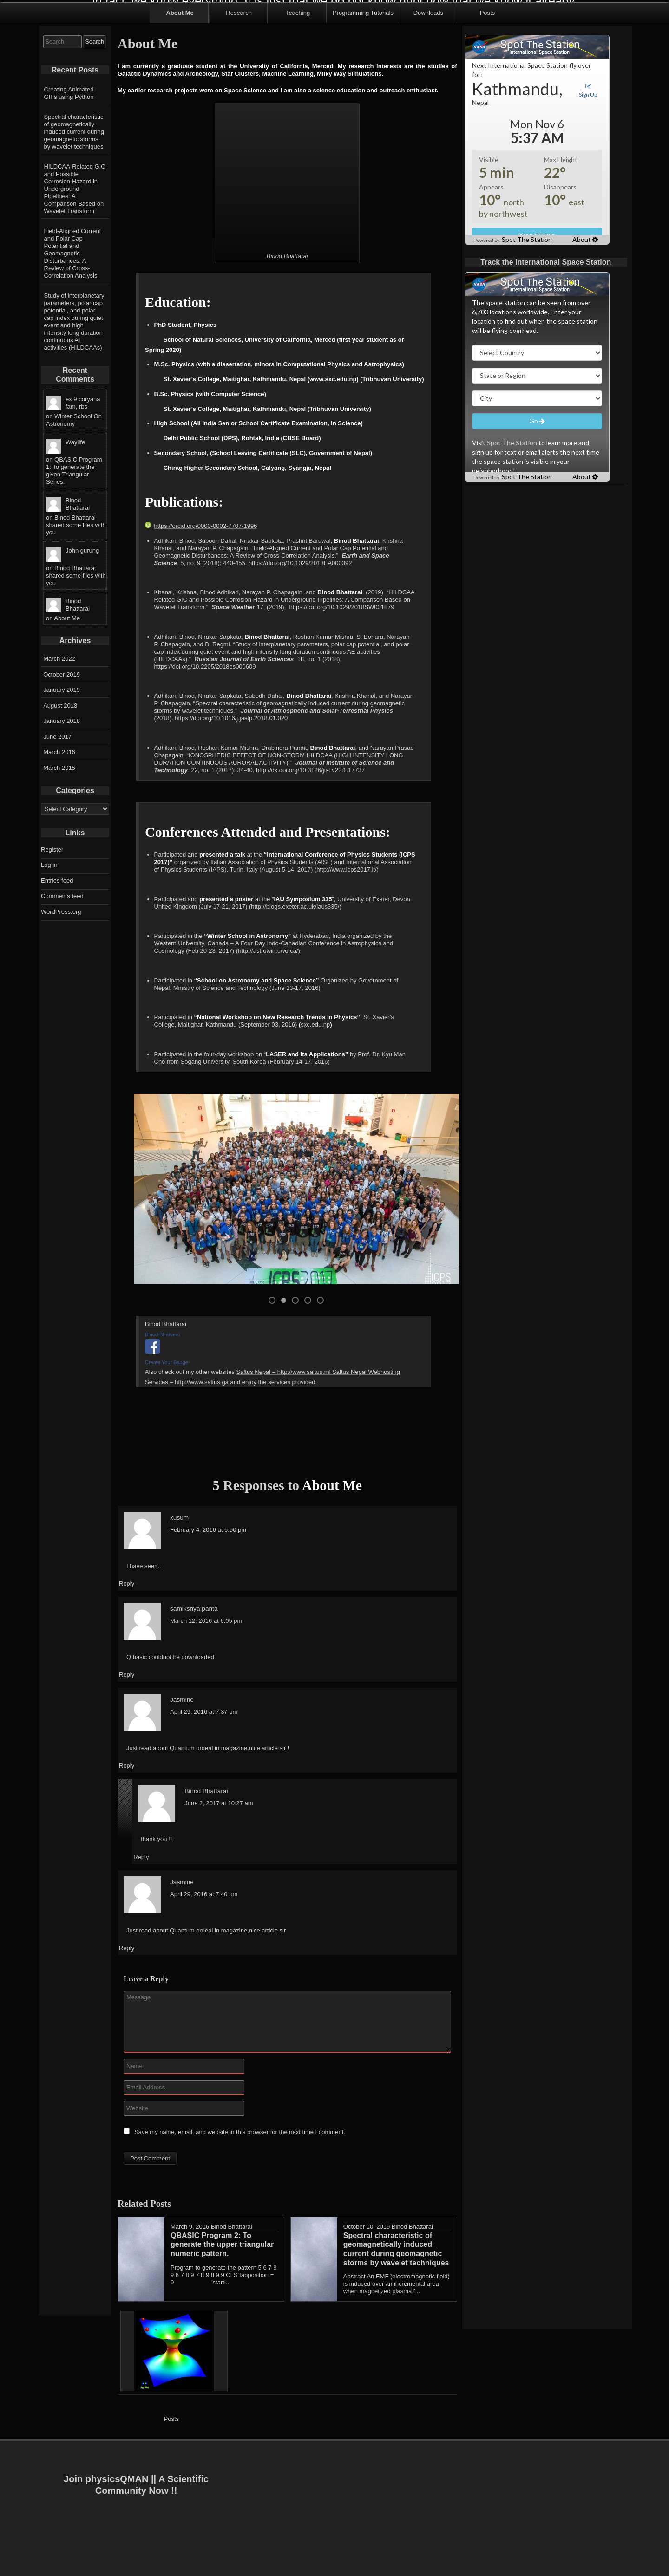 About Me
Research
Teaching
Programming Tutorials
Downloads
Posts
Search
Search
Recent Posts
Creating Animated
GIFs using Python
Spectral characteristic
of geomagnetically
induced current during
geomagnetic storms
by wavelet techniques
HILDCAA-Related GIC
and Possible
Corrosion Hazard in
Underground
Pipelines: A
Comparison Based on
Wavelet Transform
Field-Aligned Current
and Polar Cap
Potential and
Geomagnetic
Disturbances: A
Review of Cross-
Correlation Analysis
Study of interplanetary
parameters, polar cap
potential, and polar
cap index during quiet
event and high
intensity long duration
continuous AE
activities (HILDCAAs)
Recent
Comments
ex 9 coryana
fam, rbs
on Winter School On
Astronomy
Waylife
on QBASIC Program
1: To generate the
given Triangular
Series.
Binod
Bhattarai
on Binod Bhattarai
shared some files with
you
John gurung
on Binod Bhattarai
shared some files with
you
Binod
Bhattarai
on About Me
Archives
March 2022
October 2019
January 2019
August 2018
January 2018
June 2017
March 2016
March 2015
Categories
Select Category
Links
Register
Log in
Entries feed
Comments feed
WordPress.org
About Me
I am currently a graduate student at the University of California, Merced. My research interests are the studies of
Galactic Dynamics and Archeology, Star Clusters, Machine Learning, Milky Way Simulations.
My earlier research projects were on Space Science and I am also a science education and outreach enthusiast.
Binod Bhattarai
Education:
• PhD Student, Physics
School of Natural Sciences, University of California, Merced (first year student as of
Spring 2020)
• M.Sc. Physics (with a dissertation, minors in Computational Physics and Astrophysics)
St. Xavier's College, Maitighar, Kathmandu, Nepal (www.sxc.edu.np) (Tribhuvan University)
• B.Sc. Physics (with Computer Science)
St. Xavier's College, Maitighar, Kathmandu, Nepal (Tribhuvan University)
• High School (All India Senior School Certificate Examination, in Science)
Delhi Public School (DPS), Rohtak, India (CBSE Board)
• Secondary School, (School Leaving Certificate (SLC), Government of Nepal)
Chirag Higher Secondary School, Galyang, Syangja, Nepal
Publications:
https://orcid.org/0000-0002-7707-1996
• Adhikari, Binod, Subodh Dahal, Nirakar Sapkota, Prashrit Baruwal, Binod Bhattarai, Krishna
Khanal, and Narayan P. Chapagain. "Field-Aligned Current and Polar Cap Potential and
Geomagnetic Disturbances: A Review of Cross-Correlation Analysis." Earth and Space
Science 5, no. 9 (2018): 440-455. https://doi.org/10.1029/2018EA000392
• Khanal, Krishna, Binod Adhikari, Narayan P. Chapagain, and Binod Bhattarai. (2019). "HILDCAA
Related GIC and Possible Corrosion Hazard in Underground Pipelines: A Comparison Based on
Wavelet Transform." Space Weather 17, (2019). https://doi.org/10.1029/2018SW001879
• Adhikari, Binod, Nirakar Sapkota, Binod Bhattarai, Roshan Kumar Mishra, S. Bohara, Narayan
P. Chapagain, and B. Regmi. "Study of interplanetary parameters, polar cap potential, and polar
cap index during quiet event and high intensity long duration continuous AE activities
(HILDCAAs)." Russian Journal of Earth Sciences 18, no. 1 (2018).
https://doi.org/10.2205/2018es000609
• Adhikari, Binod, Nirakar Sapkota, Subodh Dahal, Binod Bhattarai, Krishna Khanal, and Narayan
P. Chapagain. "Spectral characteristic of geomagnetically induced current during geomagnetic
storms by wavelet techniques." Journal of Atmospheric and Solar-Terrestrial Physics
(2018). https://doi.org/10.1016/j.jastp.2018.01.020
• Adhikari, Binod, Roshan Kumar Mishra, Drabindra Pandit, Binod Bhattarai, and Narayan Prasad
Chapagain. "IONOSPHERIC EFFECT OF NON-STORM HILDCAA (HIGH INTENSITY LONG
DURATION CONTINUOUS AURORAL ACTIVITY)." Journal of Institute of Science and
Technology 22, no. 1 (2017): 34-40. http://dx.doi.org/10.3126/jist.v22i1.17737
Conferences Attended and Presentations:
• Participated and presented a talk at the "International Conference of Physics Students (ICPS
2017)" organized by Italian Association of Physics Students (AISF) and International Association
of Physics Students (IAPS), Turin, Italy (August 5-14, 2017) (http://www.icps2017.it/)
• Participated and presented a poster at the "IAU Symposium 335", University of Exeter, Devon,
United Kingdom (July 17-21, 2017) (http://blogs.exeter.ac.uk/iaus335/)
• Participated in the "Winter School in Astronomy" at Hyderabad, India organized by the
Western University, Canada – A Four Day Indo-Canadian Conference in Astrophysics and
Cosmology (Feb 20-23, 2017) (http://astrowin.uwo.ca/)
• Participated in "School on Astronomy and Space Science" Organized by Government of
Nepal, Ministry of Science and Technology (June 13-17, 2016)
• Participated in "National Workshop on New Research Trends in Physics", St. Xavier's
College, Maitighar, Kathmandu (September 03, 2016) (sxc.edu.np)
• Participated in the four-day workshop on "LASER and its Applications" by Prof. Dr. Kyu Man
Cho from Sogang University, South Korea (February 14-17, 2016)
ICPS2017
ICPS
Binod Bhattarai
Binod Bhattarai
Create Your Badge
Also check out my other websites Saltus Nepal – http://www.saltus.ml Saltus Nepal Webhosting
Services – http://www.saltus.ga and enjoy the services provided.
5 Responses to About Me
kusum
February 4, 2016 at 5:50 pm
I have seen..
Reply
samikshya panta
March 12, 2016 at 6:05 pm
Q basic couldnot be downloaded
Reply
Jasmine
April 29, 2016 at 7:37 pm
Just read about Quantum ordeal in magazine,nice article sir !
Reply
Binod Bhattarai
June 2, 2017 at 10:27 am
thank you !!
Reply
Jasmine
April 29, 2016 at 7:40 pm
Just read about Quantum ordeal in magazine,nice article sir
Reply
Leave a Reply
Message
Name
Email Address
Website
Save my name, email, and website in this browser for the next time I comment.
Post Comment
Related Posts
March 9, 2016 Binod Bhattarai
QBASIC Program 2: To
generate the upper triangular
numeric pattern.
Program to generate the pattern 5 6 7 8
9 6 7 8 9 7 8 9 8 9 9 CLS tabposition =
0 'starti...
October 10, 2019 Binod Bhattarai
Spectral characteristic of
geomagnetically induced
current during geomagnetic
storms by wavelet techniques
Abstract An EMF (electromagnetic field)
is induced over an incremental area
when magnetized plasma f...
Posts
NASA
Spot The Station
International Space Station
Next International Space Station fly over
for:
Kathmandu,
Nepal
Sign Up
Mon Nov 6
5:37 AM
Visible
5 min
Max Height
22°
Appears
10° north
by northwest
Disappears
10° east
Powered by Spot The Station
About
Track the International Space Station
NASA
Spot The Station
International Space Station
The space station can be seen from over
6,700 locations worldwide. Enter your
location to find out when the space station
will be flying overhead.
Select Country
State or Region
City
Go
Visit Spot The Station to learn more and
sign up for text or email alerts the next time
the space station is visible in your
neighborhood!
Powered by Spot The Station
About
Join physicsQMAN || A Scientific
Community Now !!